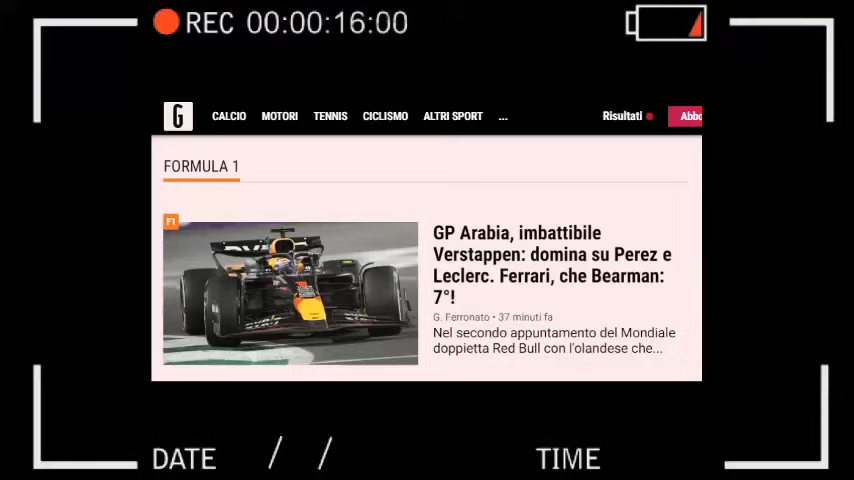 REC 00:00:16:00
G CALCIO MOTORI TENNIS CICLISMO ALTRI SPORT ... Risultati Abbo
FORMULA 1
F1
GP Arabia, imbattibile
Verstappen: domina su Perez e
Leclerc. Ferrari, che Bearman:
7°!
G. Ferronato • 37 minuti fa
Nel secondo appuntamento del Mondiale
doppietta Red Bull con l'olandese che...
DATE / / TIME